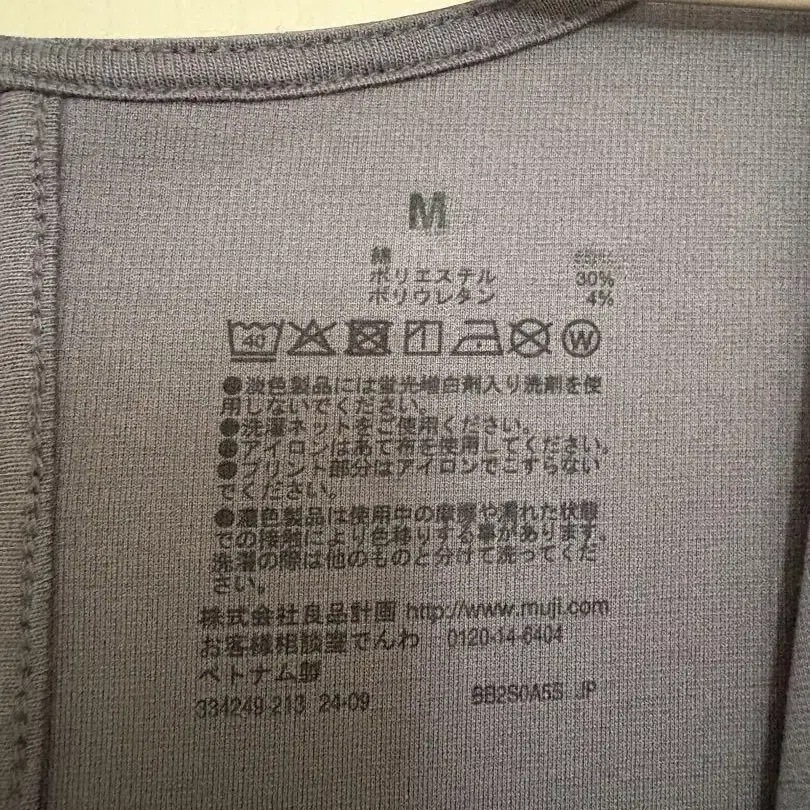 M
綿
ポリエステル 30%
ポリウレタン 4%
40
W
●淡色製品には蛍光増白剤入り洗剤を使
用しないでください。
●洗濯ネットをご使用ください。
●アイロンはあて布を使用してください。
●プリント部分はアイロンでこすらない
でください。
●濃色製品は使用中の摩擦や濡れた状態
での接触により色移りする事があります。
洗濯の際は他のものと分けて洗ってくだ
さい。
株式会社良品計画 http://www.muji.com
お客様相談室でんわ 0120-14-6404
ベトナム製
334249 213 24-09 JP